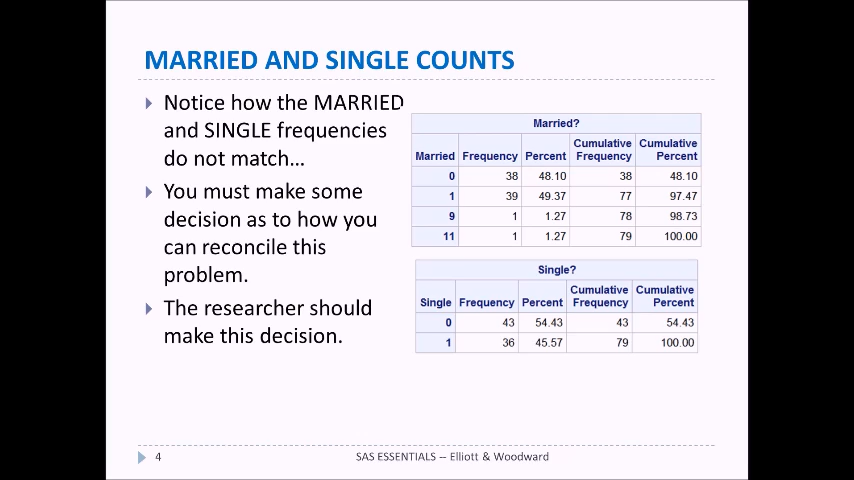 MARRIED AND SINGLE COUNTS
Notice how the MARRIED
and SINGLE frequencies
do not match…
You must make some
decision as to how you
can reconcile this
problem.
The researcher should
make this decision.
Married?
Married Frequency Percent Cumulative Frequency Cumulative Percent
0 38 48.10 38 48.10
1 39 49.37 77 97.47
9 1 1.27 78 98.73
11 1 1.27 79 100.00
Single?
Single Frequency Percent Cumulative Frequency Cumulative Percent
0 43 54.43 43 54.43
1 36 45.57 79 100.00
4 SAS ESSENTIALS -- Elliott & Woodward